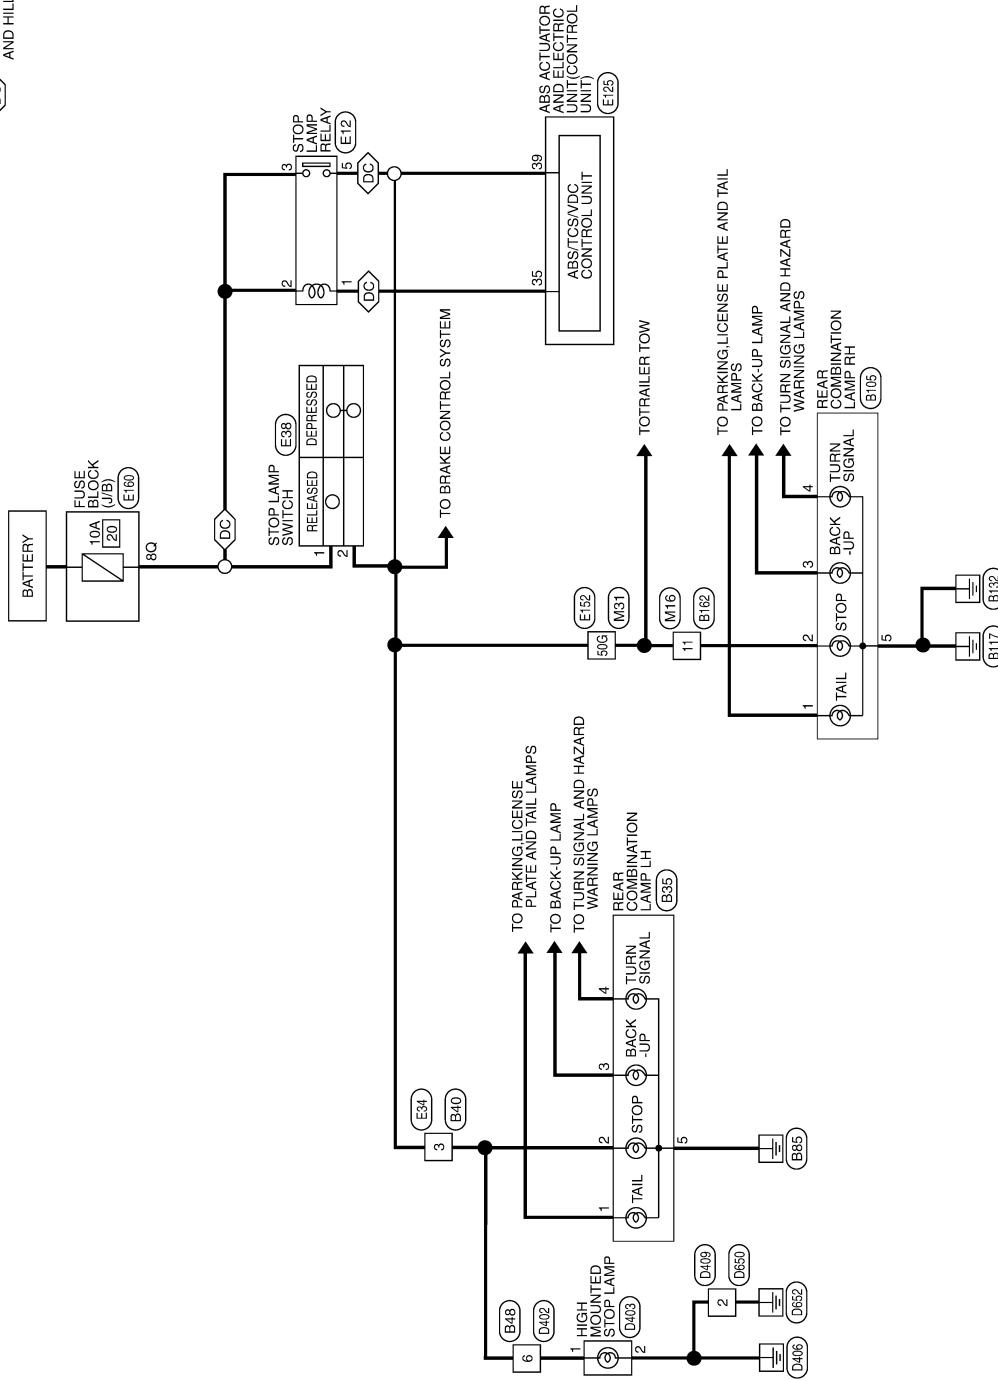 AND HILL
DC
BATTERY
FUSE
BLOCK
(J/B)
E160
10A
20
8Q
DC
STOP LAMP
SWITCH
E38
RELEASED
DEPRESSED
1
2
STOP
LAMP
RELAY
E12
2
3
1
5
DC
DC
TO BRAKE CONTROL SYSTEM
ABS ACTUATOR
AND ELECTRIC
UNIT(CONTROL
UNIT)
E125
35
39
ABS/TCS/VDC
CONTROL UNIT
E152
50G
M31
TOTRAILER TOW
M16
11
B162
TO PARKING,LICENSE PLATE AND TAIL
LAMPS
TO BACK-UP LAMP
TO TURN SIGNAL AND HAZARD
WARNING LAMPS
REAR
COMBINATION
LAMP RH
B105
1
2
3
4
TAIL
STOP
BACK
-UP
TURN
SIGNAL
5
B117
B132
E34
3
B40
TO PARKING,LICENSE
PLATE AND TAIL LAMPS
TO BACK-UP LAMP
TO TURN SIGNAL AND HAZARD
WARNING LAMPS
REAR
COMBINATION
LAMP LH
B35
1
2
3
4
TAIL
STOP
BACK
-UP
TURN
SIGNAL
5
B85
B48
6
D402
HIGH
MOUNTED
STOP LAMP
D403
1
2
D409
2
D650
D406
D652